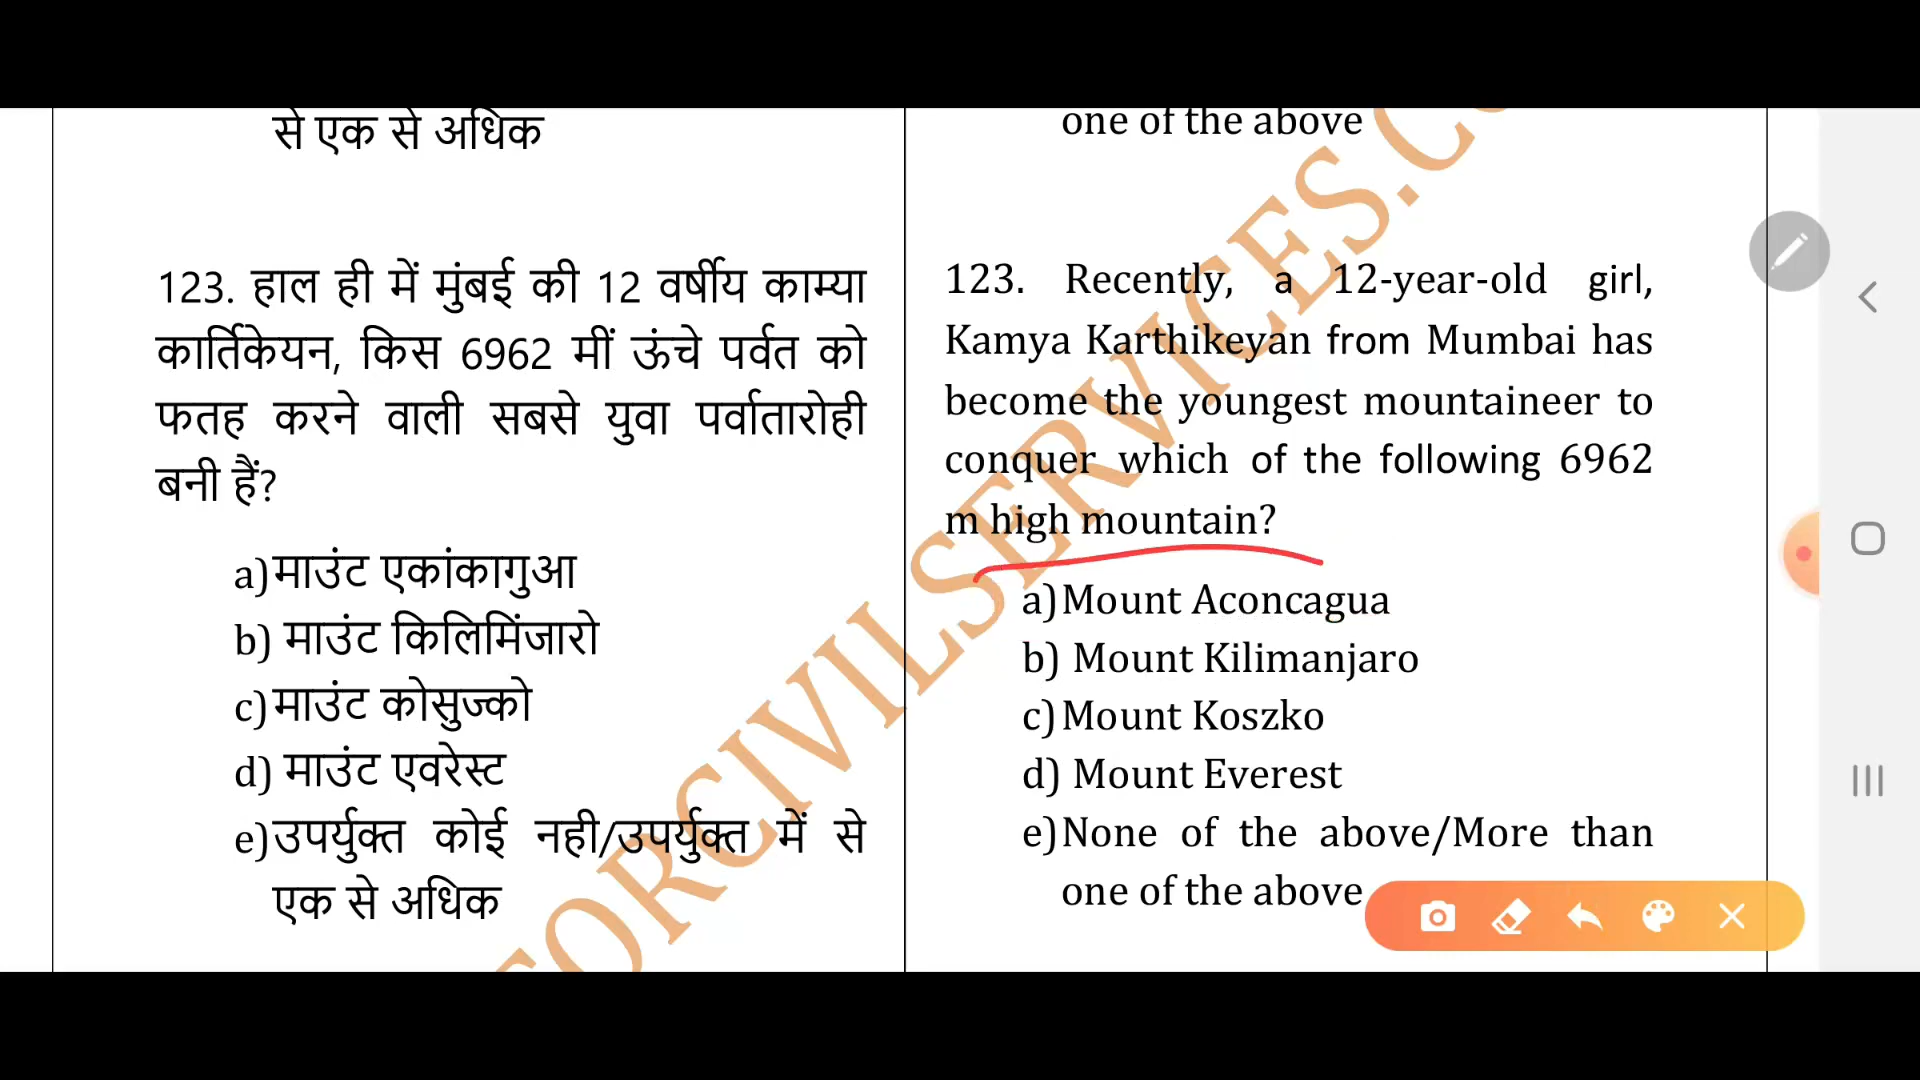 से एक से अधिक
123. हाल ही में मुंबई की 12 वर्षीय काम्या
कार्तिकेयन, किस 6962 मीं ऊंचे पर्वत को
फतह करने वाली सबसे युवा पर्वातारोही
बनी हैं?
a)माउंट एकांकागुआ
b) माउंट किलिमिंजारो
c)माउंट कोसुज्को
d) माउंट एवरेस्ट
e)उपर्युक्त कोई नही/उपर्युक्त में से
एक से अधिक
one of the above
123. Recently, a 12-year-old girl,
Kamya Karthikeyan from Mumbai has
become the youngest mountaineer to
conquer which of the following 6962
m high mountain?
a)Mount Aconcagua
b) Mount Kilimanjaro
c)Mount Koszko
d) Mount Everest
e)None of the above/More than
one of the above
FORCIVILSERVICES.CO